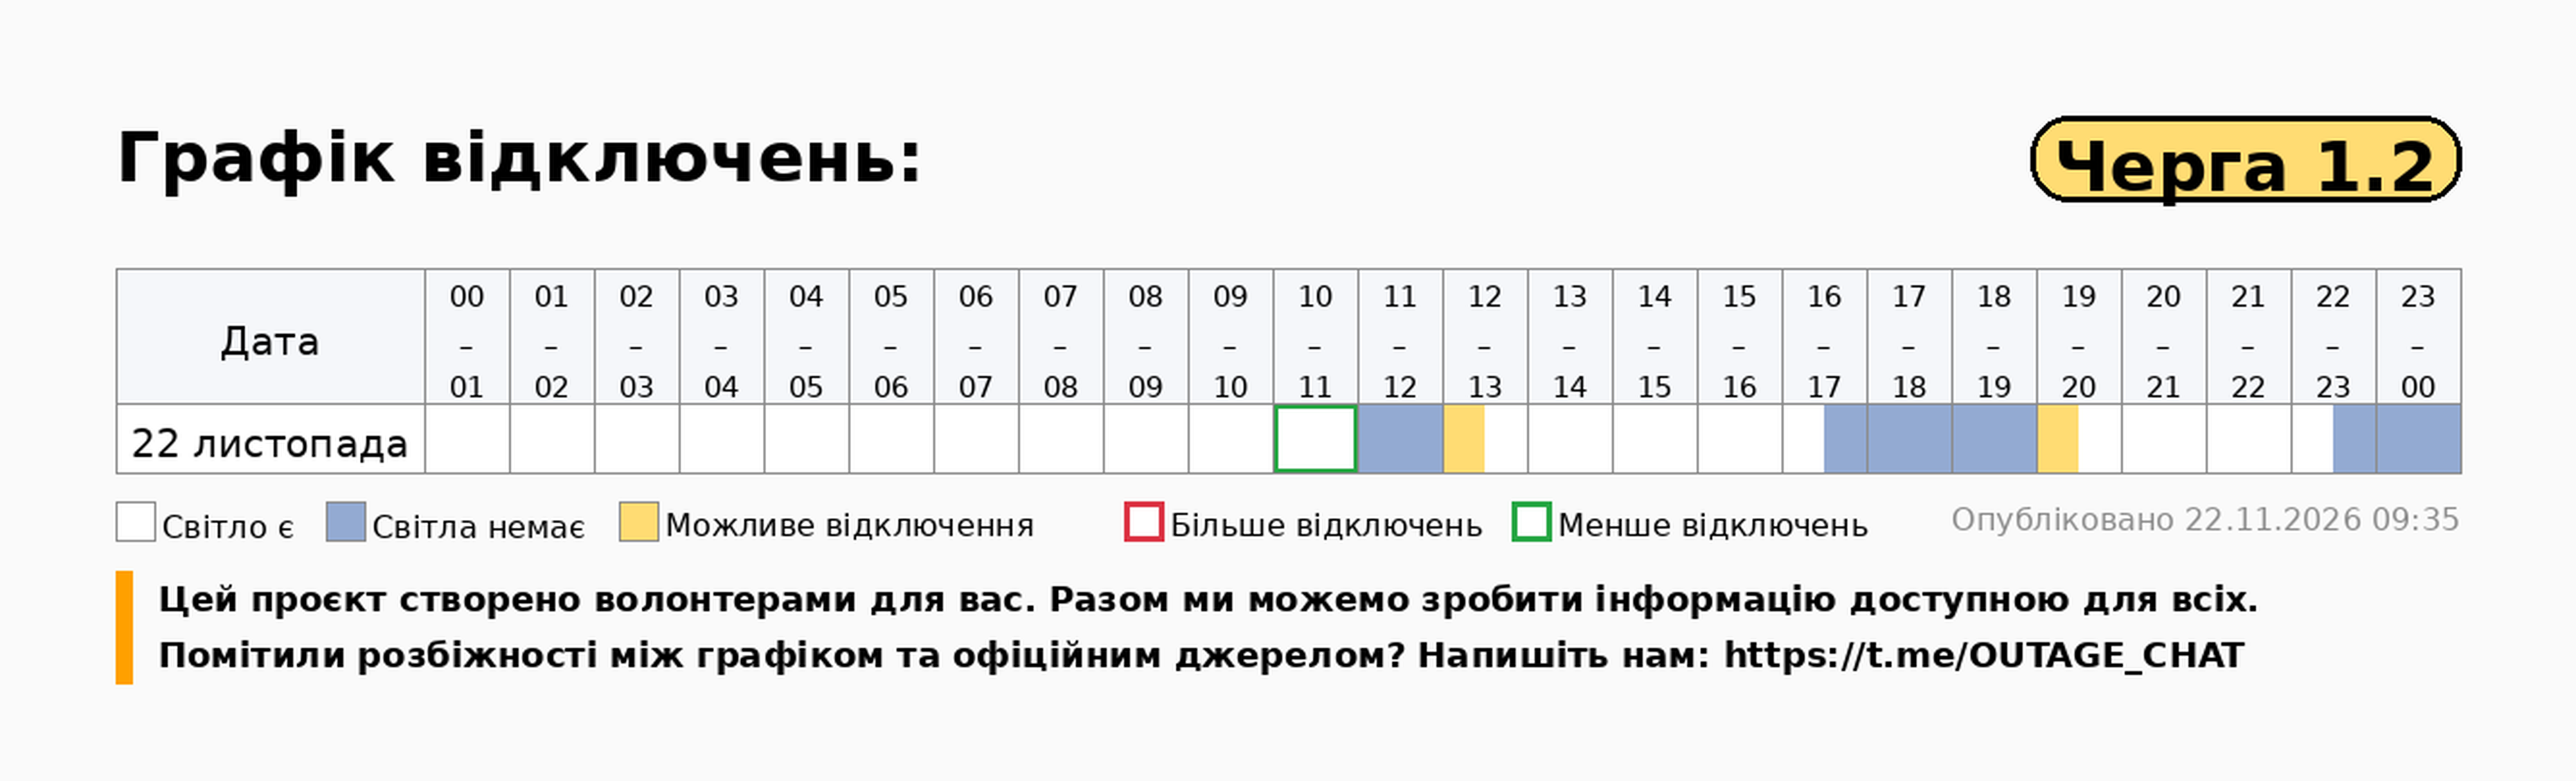 Графік відключень:
Черга 1.2
Дата 00 – 01 01 – 02 02 – 03 03 – 04 04 – 05 05 – 06 06 – 07 07 – 08 08 – 09 09 – 10 10 – 11 11 – 12 12 – 13 13 – 14 14 – 15 15 – 16 16 – 17 17 – 18 18 – 19 19 – 20 20 – 21 21 – 22 22 – 23 23 – 00
22 листопада
Світло є Світла немає Можливе відключення Більше відключень Менше відключень Опубліковано 22.11.2026 09:35
Цей проєкт створено волонтерами для вас. Разом ми можемо зробити інформацію доступною для всіх.
Помітили розбіжності між графіком та офіційним джерелом? Напишіть нам: https://t.me/OUTAGE_CHAT